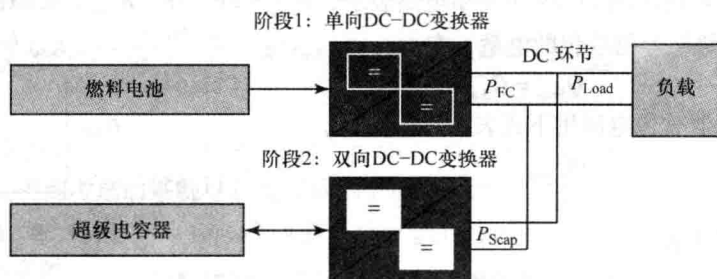 阶段1：单向DC-DC变换器
燃料电池
=
=
DC 环节
P_FC
P_Load
负载
阶段2：双向DC-DC变换器
超级电容器
=
=
P_Scap